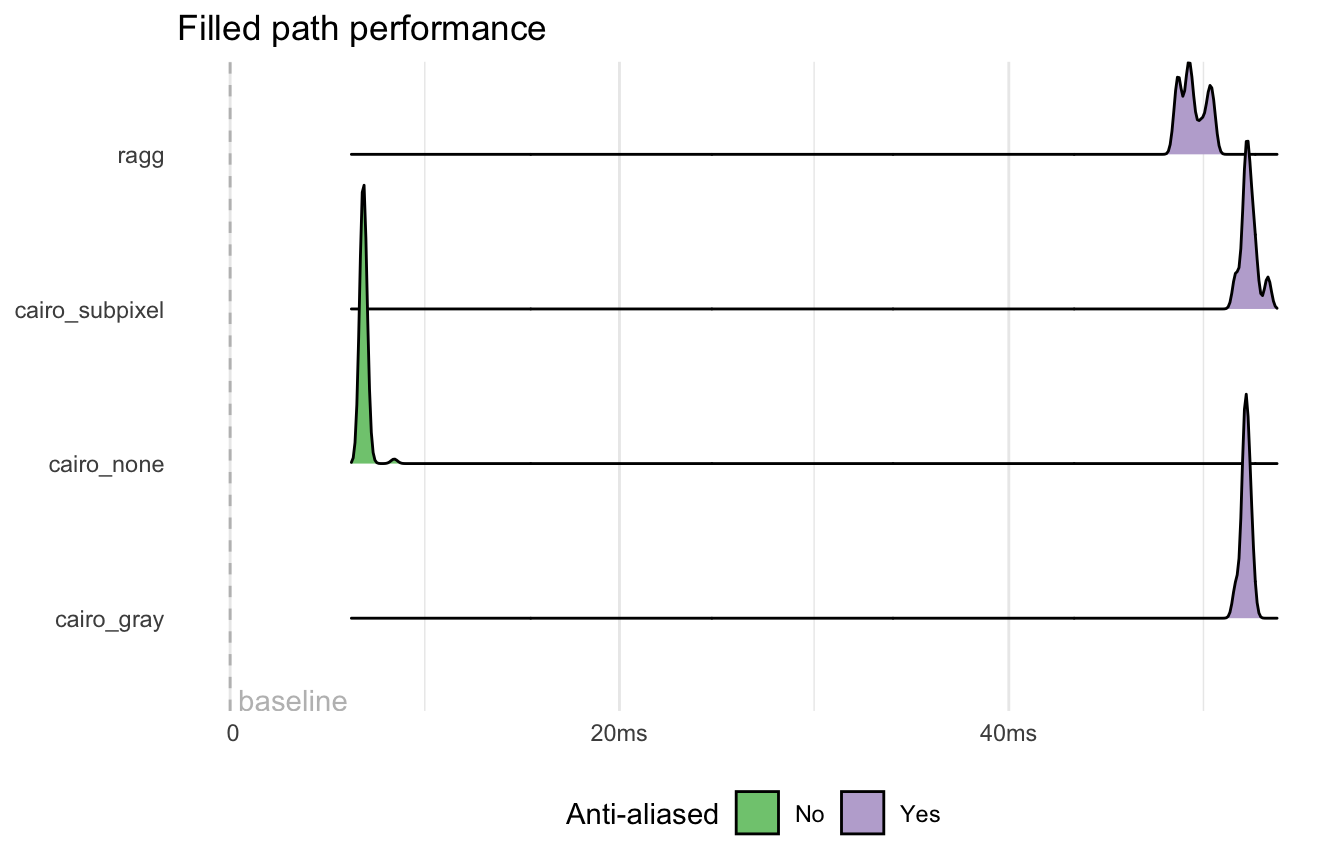 Filled path performance
ragg
cairo_subpixel
cairo_none
cairo_gray
baseline
0 20ms 40ms
Anti-aliased No Yes